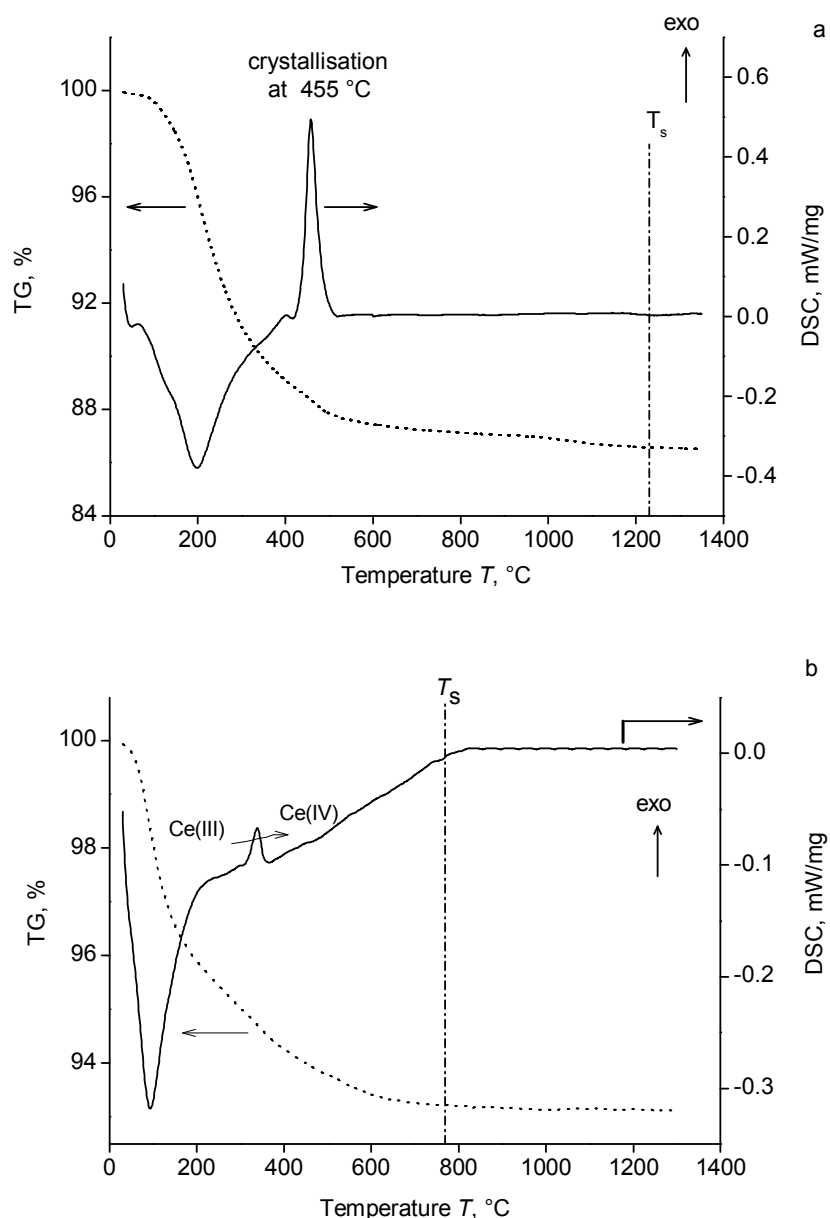 a
exo
crystallisation
at 455 °C
0.6
100
T s
0.4
96
TG, %
0.2
DSC, mW/mg
92
0.0
88
-0.2
-0.4
84
0 200 400 600 800 1000 1200 1400
Temperature T, °C
b
T S
100
0.0
Ce(III) Ce(IV)
exo
98
-0.1
TG, %
DSC, mW/mg
96
-0.2
94
-0.3
0 200 400 600 800 1000 1200 1400
Temperature T, °C